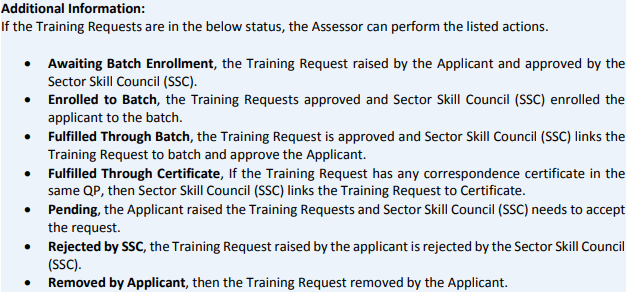 Additional Information:
If the Training Requests are in the below status, the Assessor can perform the listed actions.
• Awaiting Batch Enrollment, the Training Request raised by the Applicant and approved by the
Sector Skill Council (SSC).
• Enrolled to Batch, the Training Requests approved and Sector Skill Council (SSC) enrolled the
applicant to the batch.
• Fulfilled Through Batch, the Training Request is approved and Sector Skill Council (SSC) links the
Training Request to batch and approve the Applicant.
• Fulfilled Through Certificate, If the Training Request has any correspondence certificate in the
same QP, then Sector Skill Council (SSC) links the Training Request to Certificate.
• Pending, the Applicant raised the Training Requests and Sector Skill Council (SSC) needs to accept
the request.
• Rejected by SSC, the Training Request raised by the applicant is rejected by the Sector Skill Council
(SSC).
• Removed by Applicant, then the Training Request removed by the Applicant.